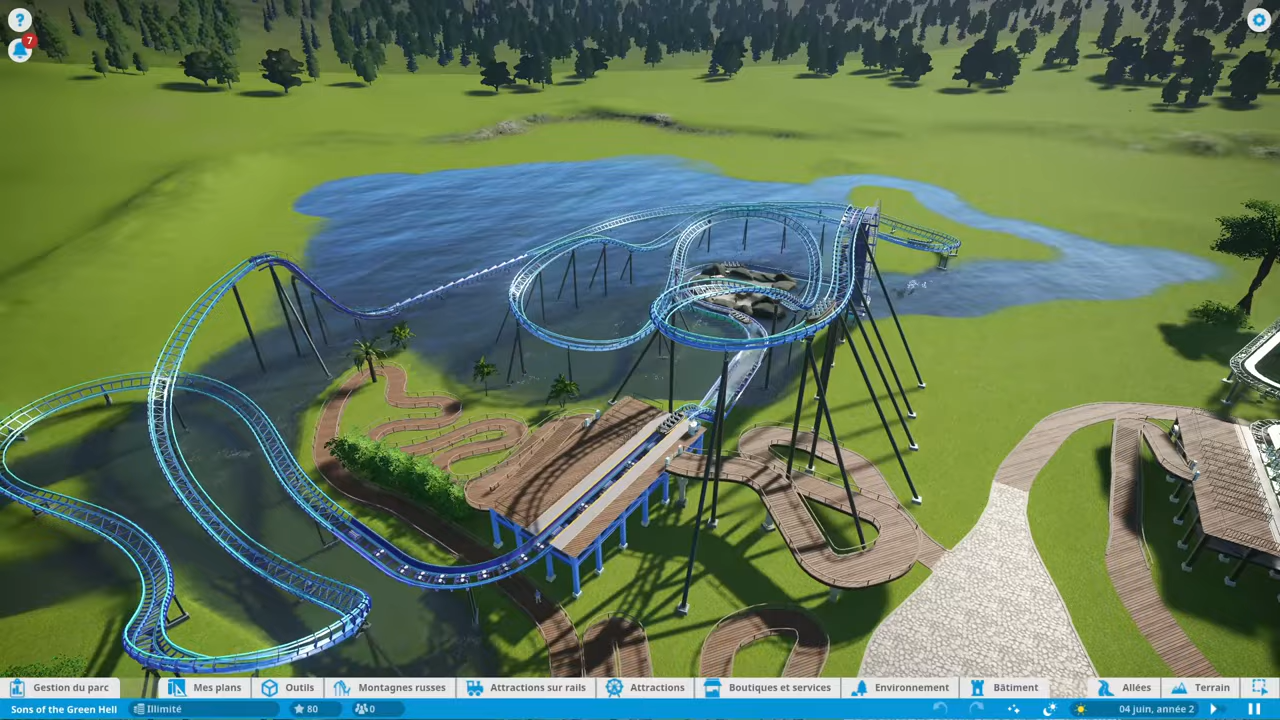 ?
7
Gestion du parc
Mes plans
Outils
Montagnes russes
Attractions sur rails
Attractions
Boutiques et services
Environnement
Bâtiment
Allées
Terrain
Sons of the Green Hell
Illimité
80
0
04 juin, année 2